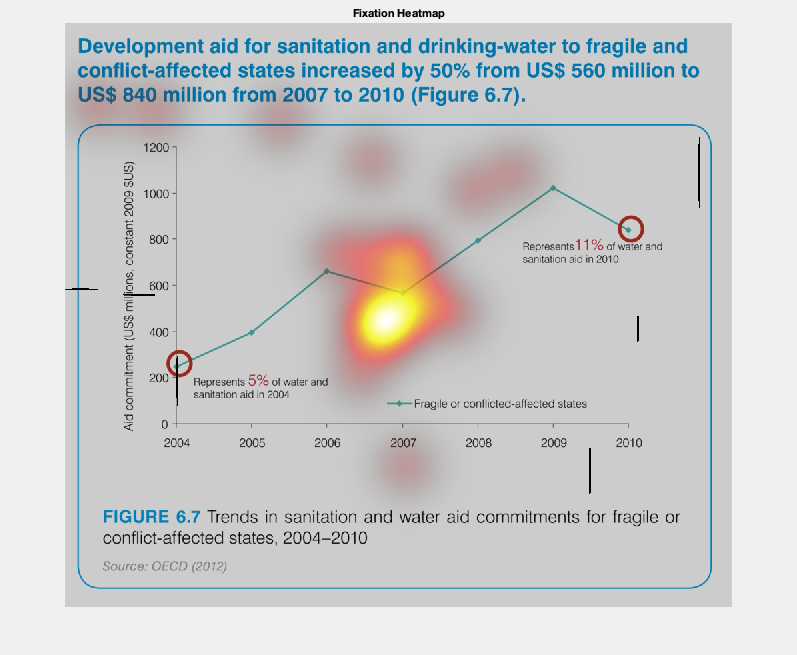 Fixation Heatmap
Development aid for sanitation and drinking-water to fragile and
conflict-affected states increased by 50% from US$ 560 million to
US$ 840 million from 2007 to 2010 (Figure 6.7).
Aid commitment (US$ millions, constant 2009 $US)
1200
1000
800
600
400
200
0
Represents 11% of water and
sanitation aid in 2010
Represents 5% of water and
sanitation aid in 2004
Fragile or conflicted-affected states
2004 2005 2006 2007 2008 2009 2010
FIGURE 6.7 Trends in sanitation and water aid commitments for fragile or
conflict-affected states, 2004–2010
Source: OECD (2012)